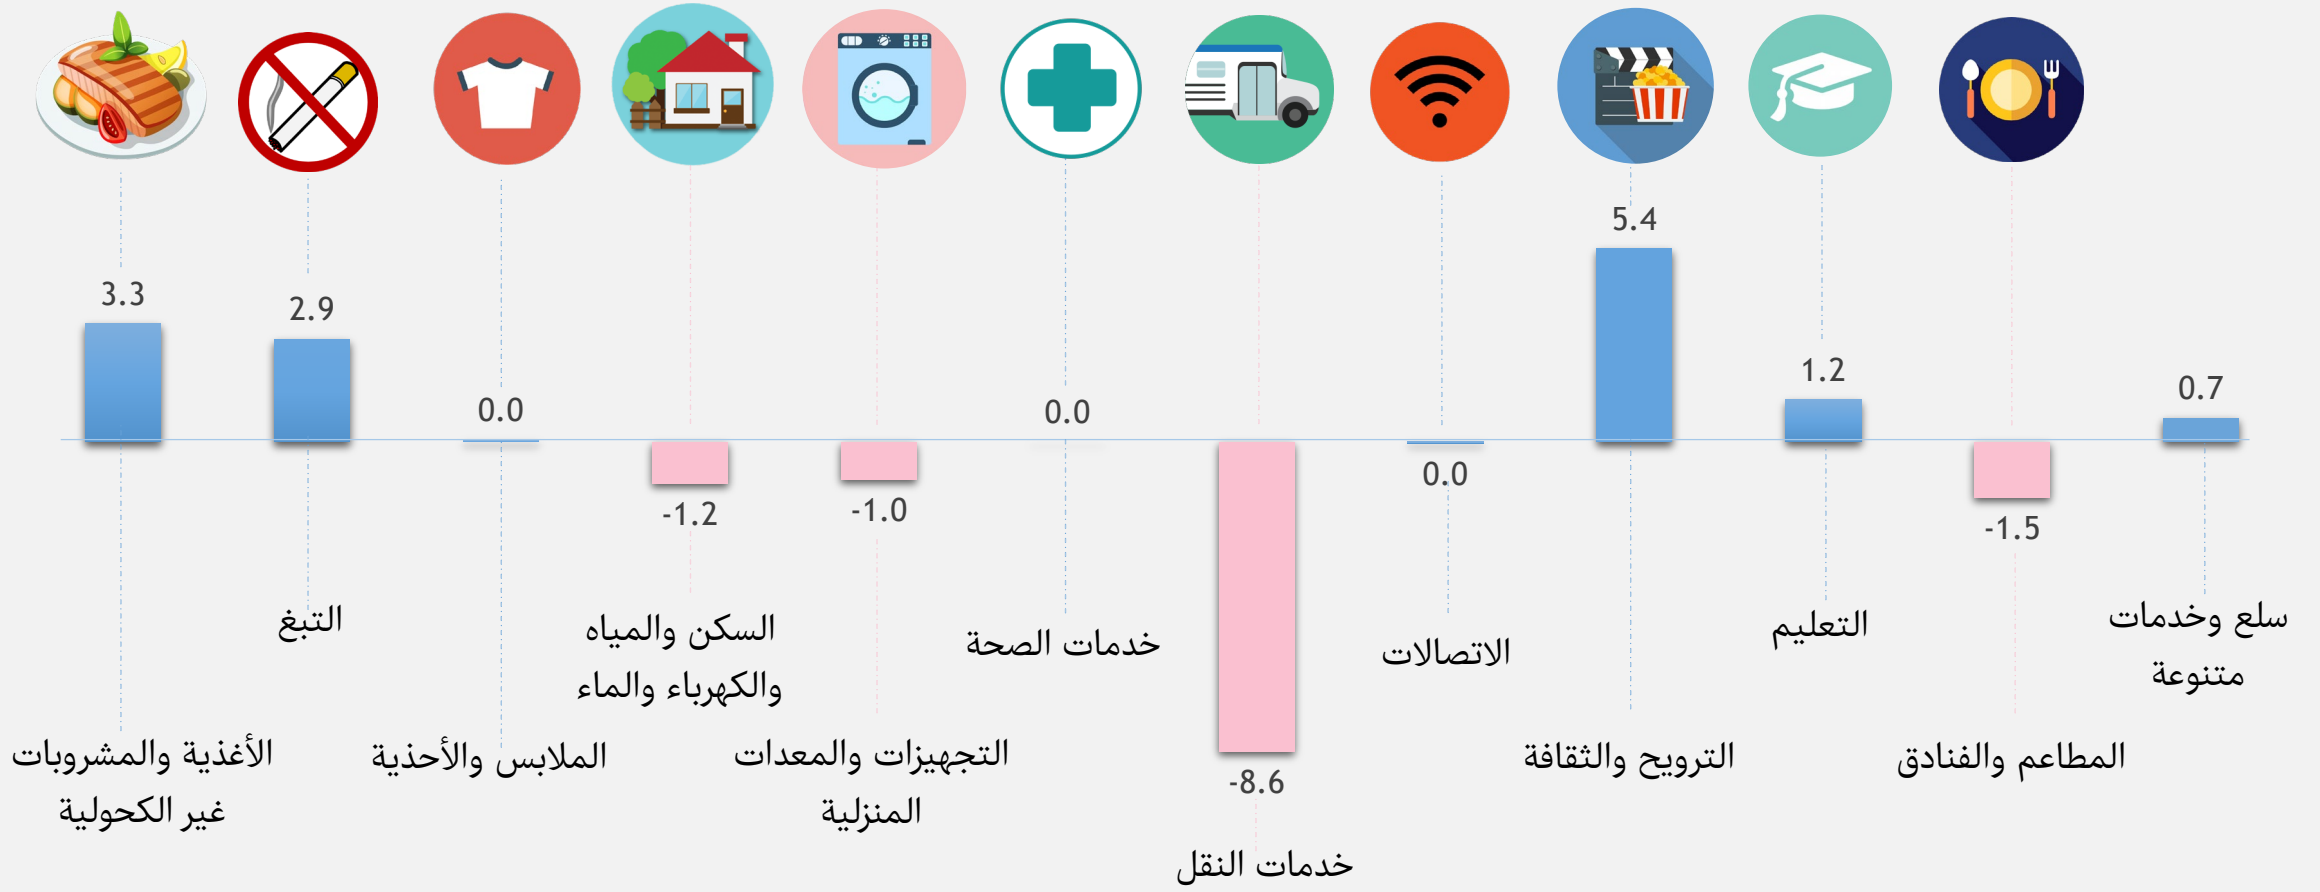 5.4
3.3
2.9
1.2
0.7
0.0
0.0
0.0
-1.2
-1.0
-1.5
-8.6
التبغ
السكن والمياه
والكهرباء والماء
خدمات الصحة
الاتصالات
التعليم
سلع وخدمات
متنوعة
الأغذية والمشروبات
غير الكحولية
الملابس والأحذية
التجهيزات والمعدات
المنزلية
الترويح والثقافة
المطاعم والفنادق
خدمات النقل